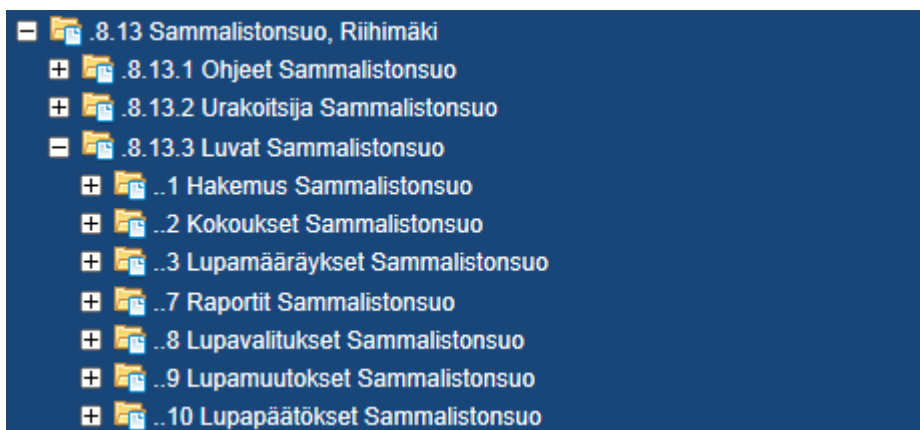 .8.13 Sammalistonsuo, Riihimäki
.8.13.1 Ohjeet Sammalistonsuo
.8.13.2 Urakoitsija Sammalistonsuo
.8.13.3 Luvat Sammalistonsuo
..1 Hakemus Sammalistonsuo
..2 Kokoukset Sammalistonsuo
..3 Lupamääräykset Sammalistonsuo
..7 Raportit Sammalistonsuo
..8 Lupavalitukset Sammalistonsuo
..9 Lupamuutokset Sammalistonsuo
..10 Lupapäätökset Sammalistonsuo